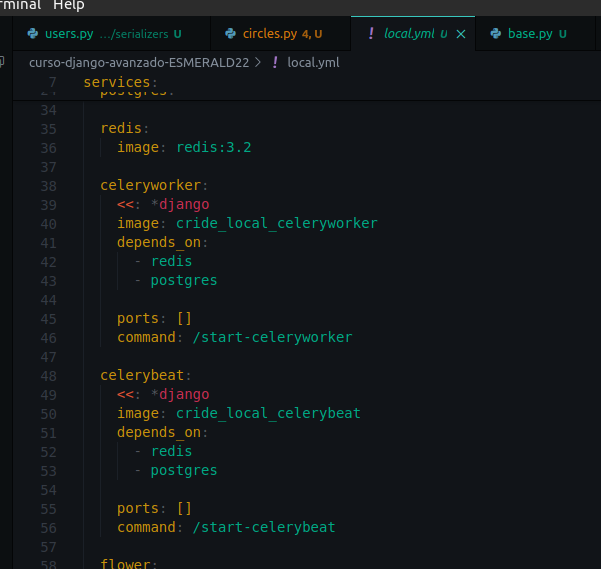 rminal Help
users.py .../serializers U circles.py 4, U ! local.yml U × base.py U
curso-django-avanzado-ESMERALD22 > ! local.yml
7 services:
24 postgres:
34
35 redis:
36 image: redis:3.2
37
38 celeryworker:
39 <<: *django
40 image: cride_local_celeryworker
41 depends_on:
42 - redis
43 - postgres
44
45 ports: []
46 command: /start-celeryworker
47
48 celerybeat:
49 <<: *django
50 image: cride_local_celerybeat
51 depends_on:
52 - redis
53 - postgres
54
55 ports: []
56 command: /start-celerybeat
57
58 flower: